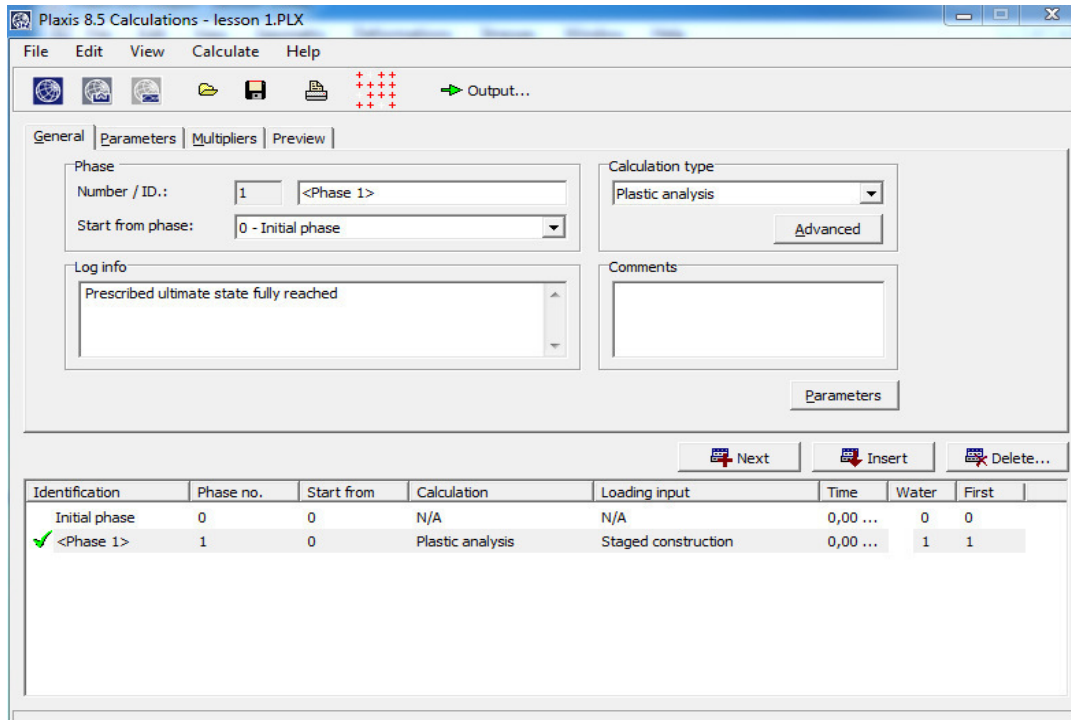 Plaxis 8.5 Calculations - lesson 1.PLX
File Edit View Calculate Help
Output...
General Parameters Multipliers Preview
Phase
Number / ID.: 1 <Phase 1>
Start from phase: 0 - Initial phase
Calculation type
Plastic analysis
Advanced
Log info
Prescribed ultimate state fully reached
Comments
Parameters
Next Insert Delete...
Identification Phase no. Start from Calculation Loading input Time Water First
Initial phase 0 0 N/A N/A 0,00 ... 0 0
<Phase 1> 1 0 Plastic analysis Staged construction 0,00 ... 1 1